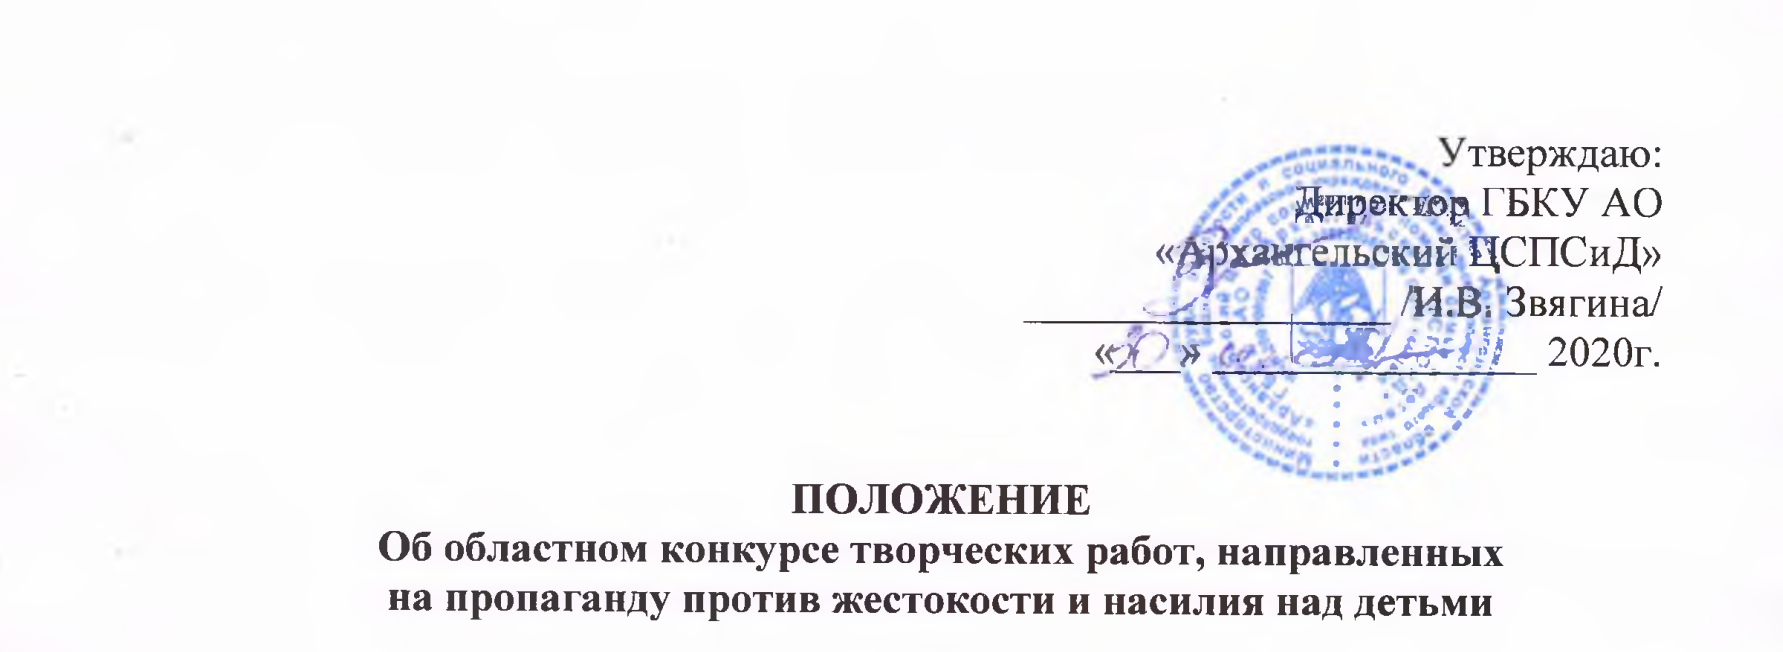 Утверждаю:
Директор ГБКУ АО
«Архангельский ЦСПСиД»
/И.В. Звягина/
« » 2020г.
ПОЛОЖЕНИЕ
Об областном конкурсе творческих работ, направленных
на пропаганду против жестокости и насилия над детьми